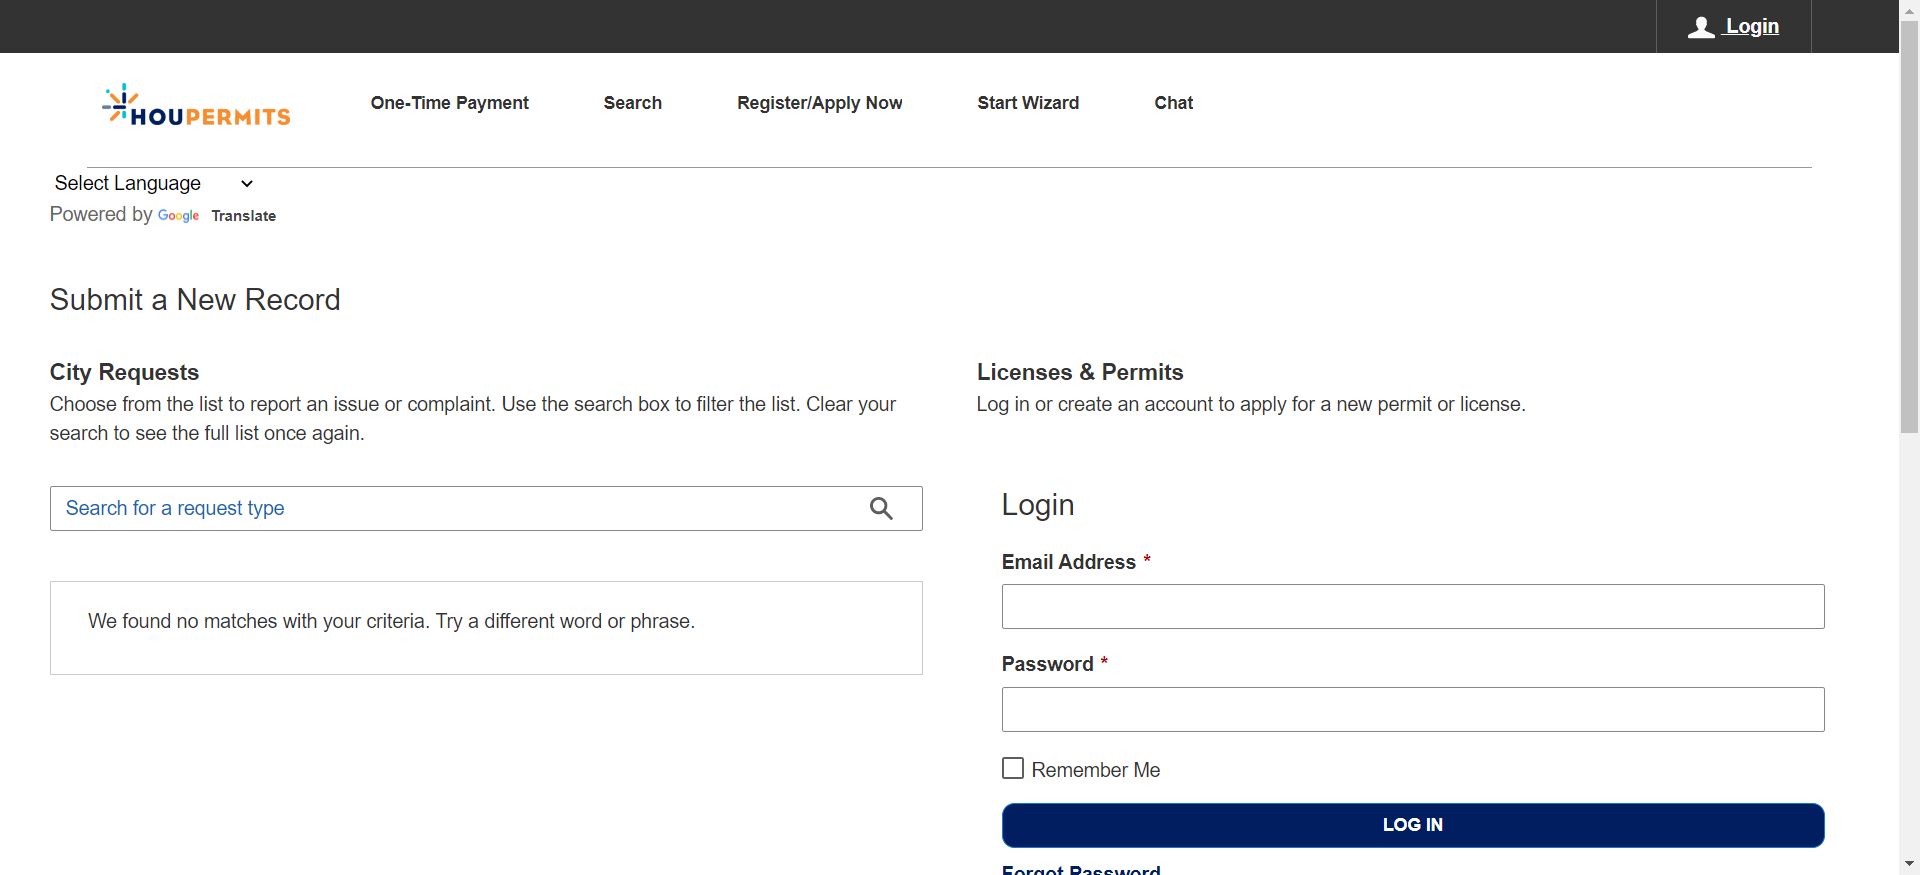 Login
HOUPERMITS
One-Time Payment
Search
Register/Apply Now
Start Wizard
Chat
Select Language
Powered by Google Translate
Submit a New Record
City Requests
Choose from the list to report an issue or complaint. Use the search box to filter the list. Clear your
search to see the full list once again.
Search for a request type
We found no matches with your criteria. Try a different word or phrase.
Licenses & Permits
Log in or create an account to apply for a new permit or license.
Login
Email Address *
Password *
Remember Me
LOG IN
Forgot Password